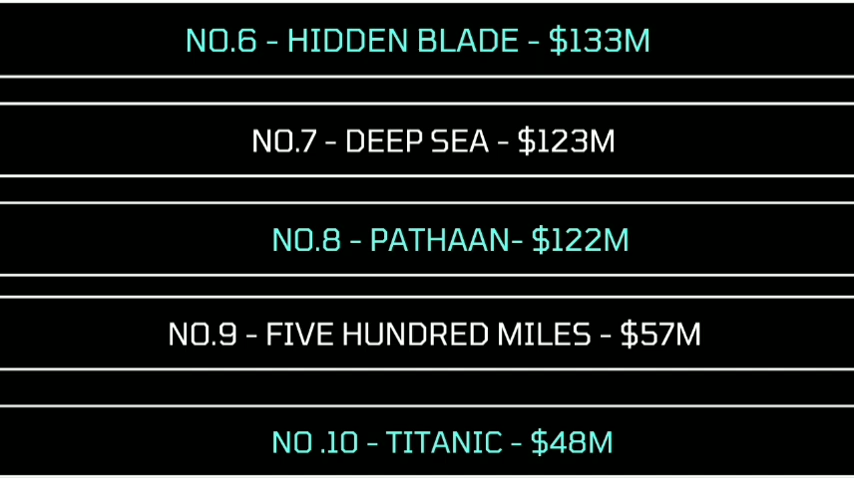 NO.6 - HIDDEN BLADE - $133M
NO.7 - DEEP SEA - $123M
NO.8 - PATHAAN- $122M
NO.9 - FIVE HUNDRED MILES - $57M
NO .10 - TITANIC - $48M